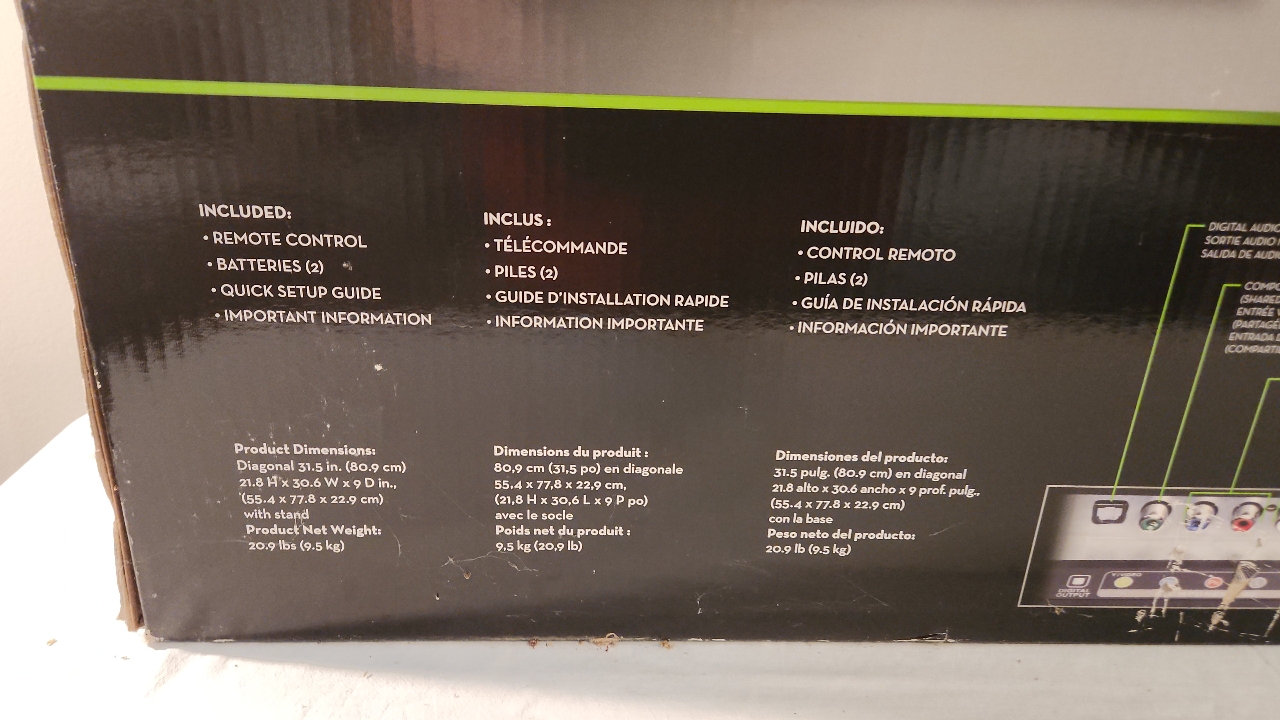 INCLUDED:
• REMOTE CONTROL
• BATTERIES (2)
• QUICK SETUP GUIDE
• IMPORTANT INFORMATION
INCLUS :
• TÉLÉCOMMANDE
• PILES (2)
• GUIDE D'INSTALLATION RAPIDE
• INFORMATION IMPORTANTE
INCLUIDO:
• CONTROL REMOTO
• PILAS (2)
• GUÍA DE INSTALACIÓN RÁPIDA
• INFORMACIÓN IMPORTANTE
Product Dimensions:
Diagonal 31.5 in. (80.9 cm)
21.8 H x 30.6 W x 9 D in.,
(55.4 x 77.8 x 22.9 cm)
with stand
Product Net Weight:
20.9 lbs (9.5 kg)
Dimensions du produit :
80,9 cm (31,5 po) en diagonale
55,4 x 77,8 x 22,9 cm,
(21,8 H x 30,6 L x 9 P po)
avec le socle
Poids net du produit :
9,5 kg (20,9 lb)
Dimensiones del producto:
31.5 pulg. (80.9 cm) en diagonal
21.8 alto x 30.6 ancho x 9 prof. pulg.,
(55.4 x 77.8 x 22.9 cm)
con la base
Peso neto del producto:
20.9 lb (9.5 kg)
DIGITAL AUDIO
SORTIE AUDIO
SALIDA DE
ENTRÉE
ENTRADA
Y/VIDEO
DIGITAL
OUTPUT